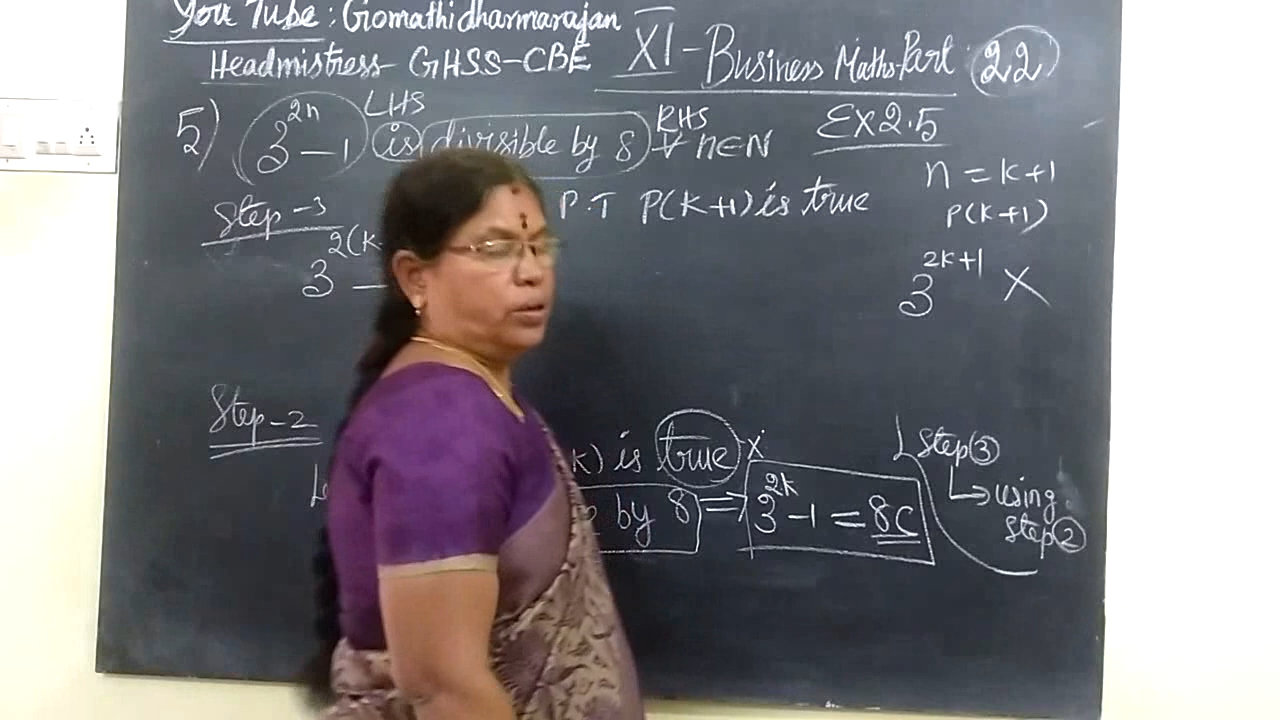 You Tube : Gomathidharmarajan
Headmistress - GHSS-CBE
XI - Business Maths-Part 22
5) 3^{2n} - 1 is divisible by 8 ∀ n∈N
LHS
RHS
Ex 2.5
Step - 3
P.T P(k+1) is true
n = k+1
P(k+1)
3^{2(k
3^{2k+1} X
Step - 2
k) is true
by 8 ⇒ 3^{2k} - 1 = 8c
Step ③
using
Step ②